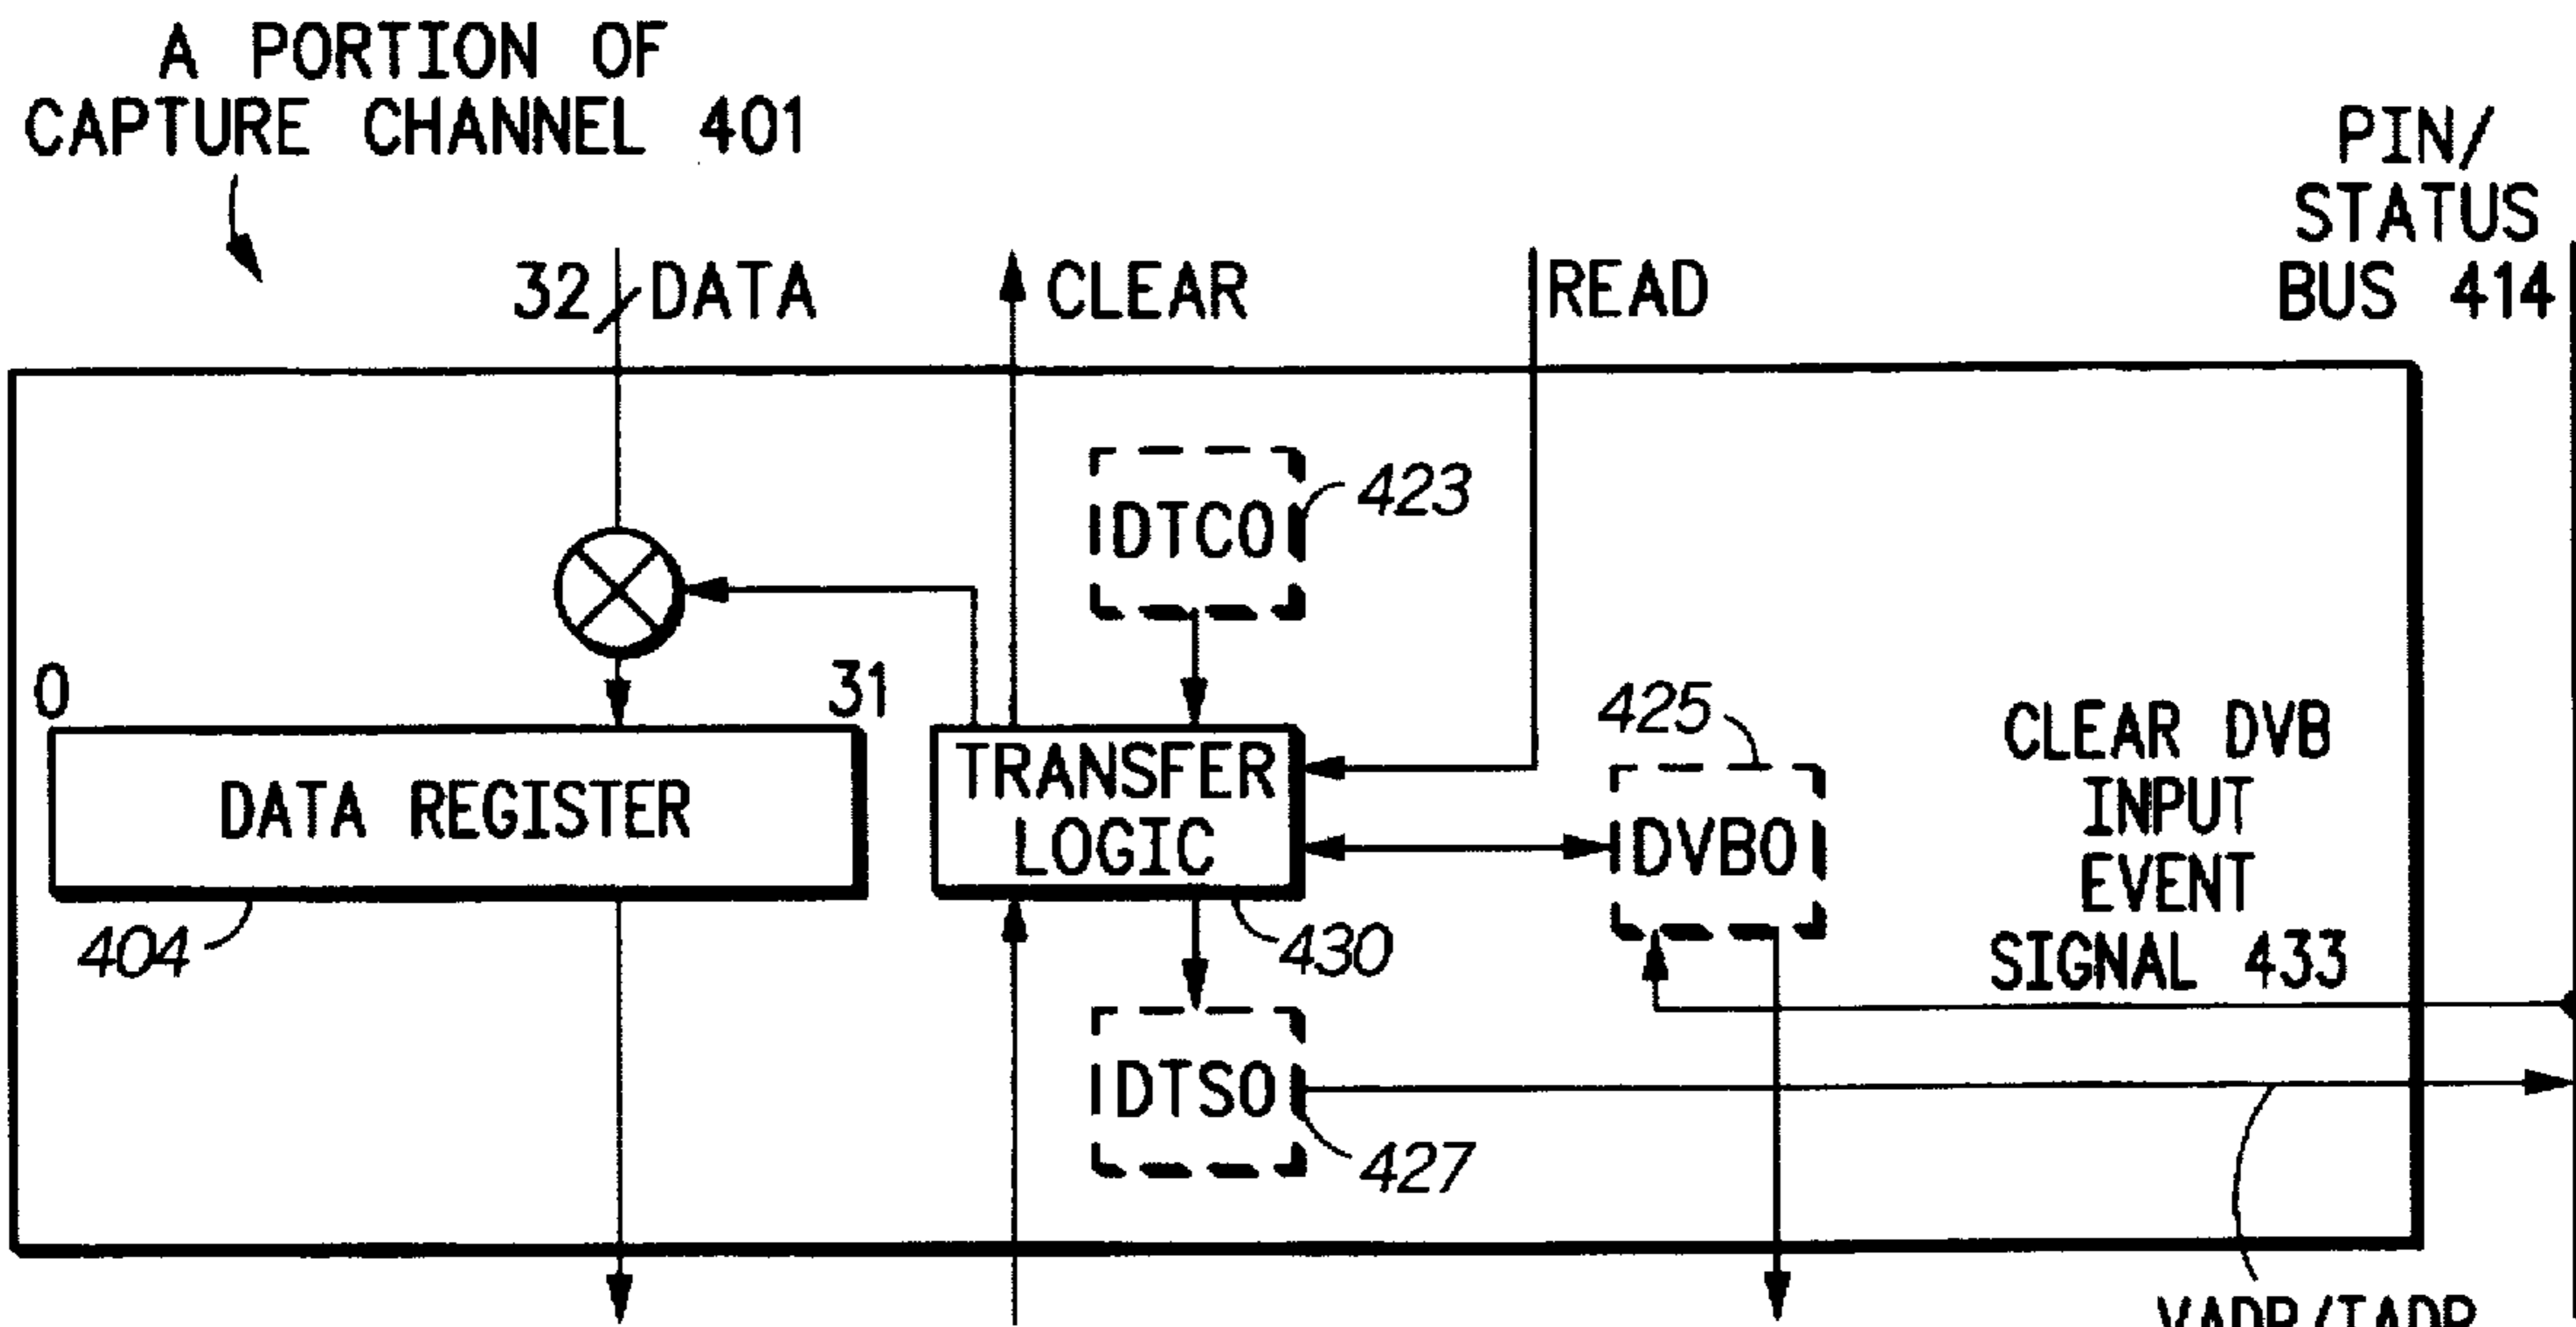 A PORTION OF
CAPTURE CHANNEL 401
PIN/
STATUS
BUS 414
32 DATA
CLEAR
READ
IDTC0
423
0
31
DATA REGISTER
404
TRANSFER
LOGIC
430
425
DVB0
CLEAR DVB
INPUT
EVENT
SIGNAL 433
IDTS0
427